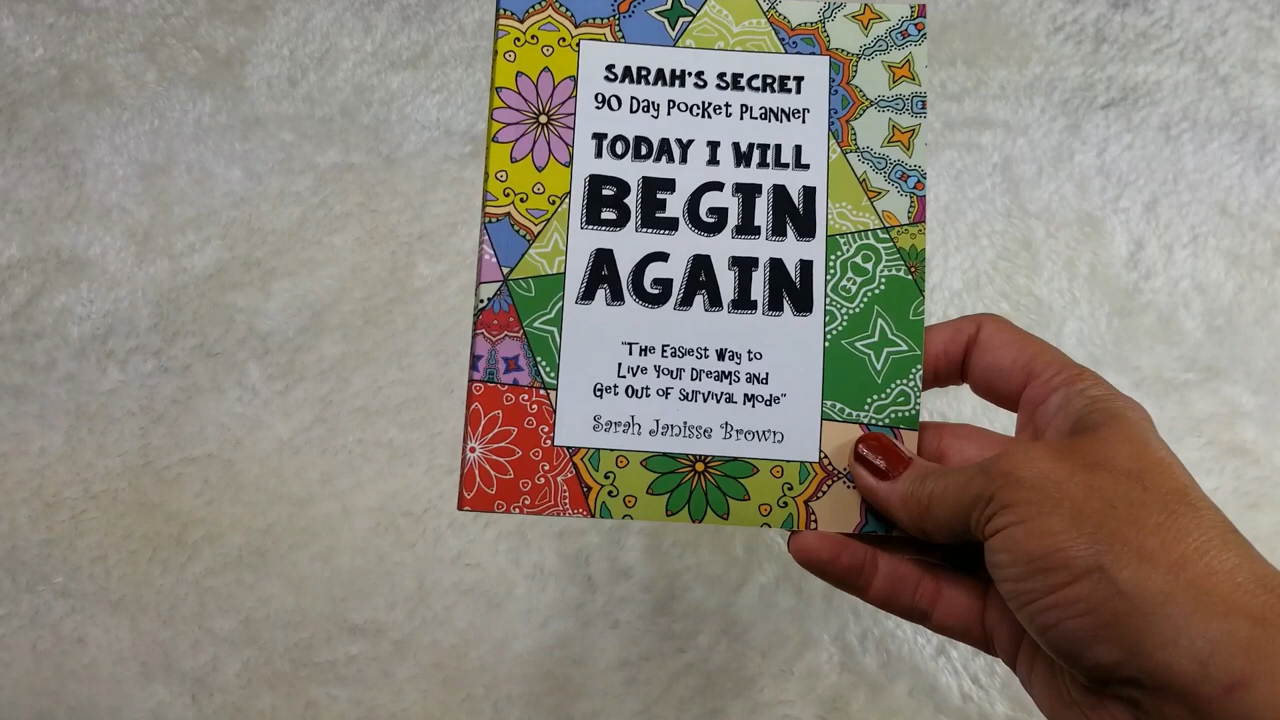 SARAH'S SECRET
90 Day Pocket Planner
TODAY I WILL
BEGIN
AGAIN
"The Easiest Way to
Live Your Dreams and
Get Out of Survival Mode"
Sarah Janisse Brown